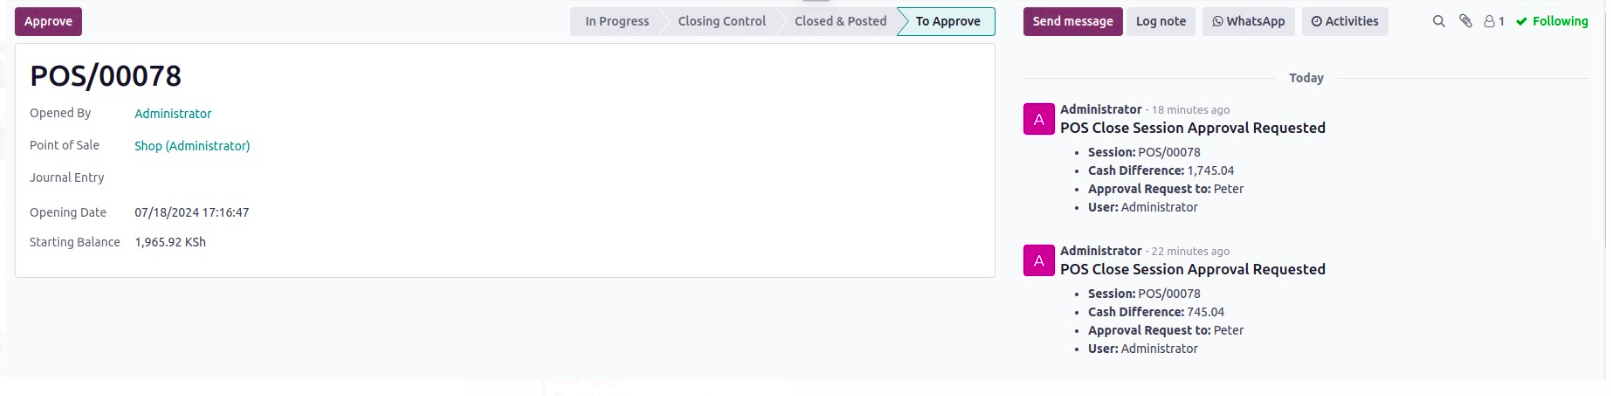 Approve
In Progress
Closing Control
Closed & Posted
To Approve
Send message
Log note
WhatsApp
Activities
1
Following
POS/00078
Opened By Administrator
Point of Sale Shop (Administrator)
Journal Entry
Opening Date 07/18/2024 17:16:47
Starting Balance 1,965.92 KSh
Today
A
Administrator - 18 minutes ago
POS Close Session Approval Requested
• Session: POS/00078
• Cash Difference: 1,745.04
• Approval Request to: Peter
• User: Administrator
A
Administrator - 22 minutes ago
POS Close Session Approval Requested
• Session: POS/00078
• Cash Difference: 745.04
• Approval Request to: Peter
• User: Administrator